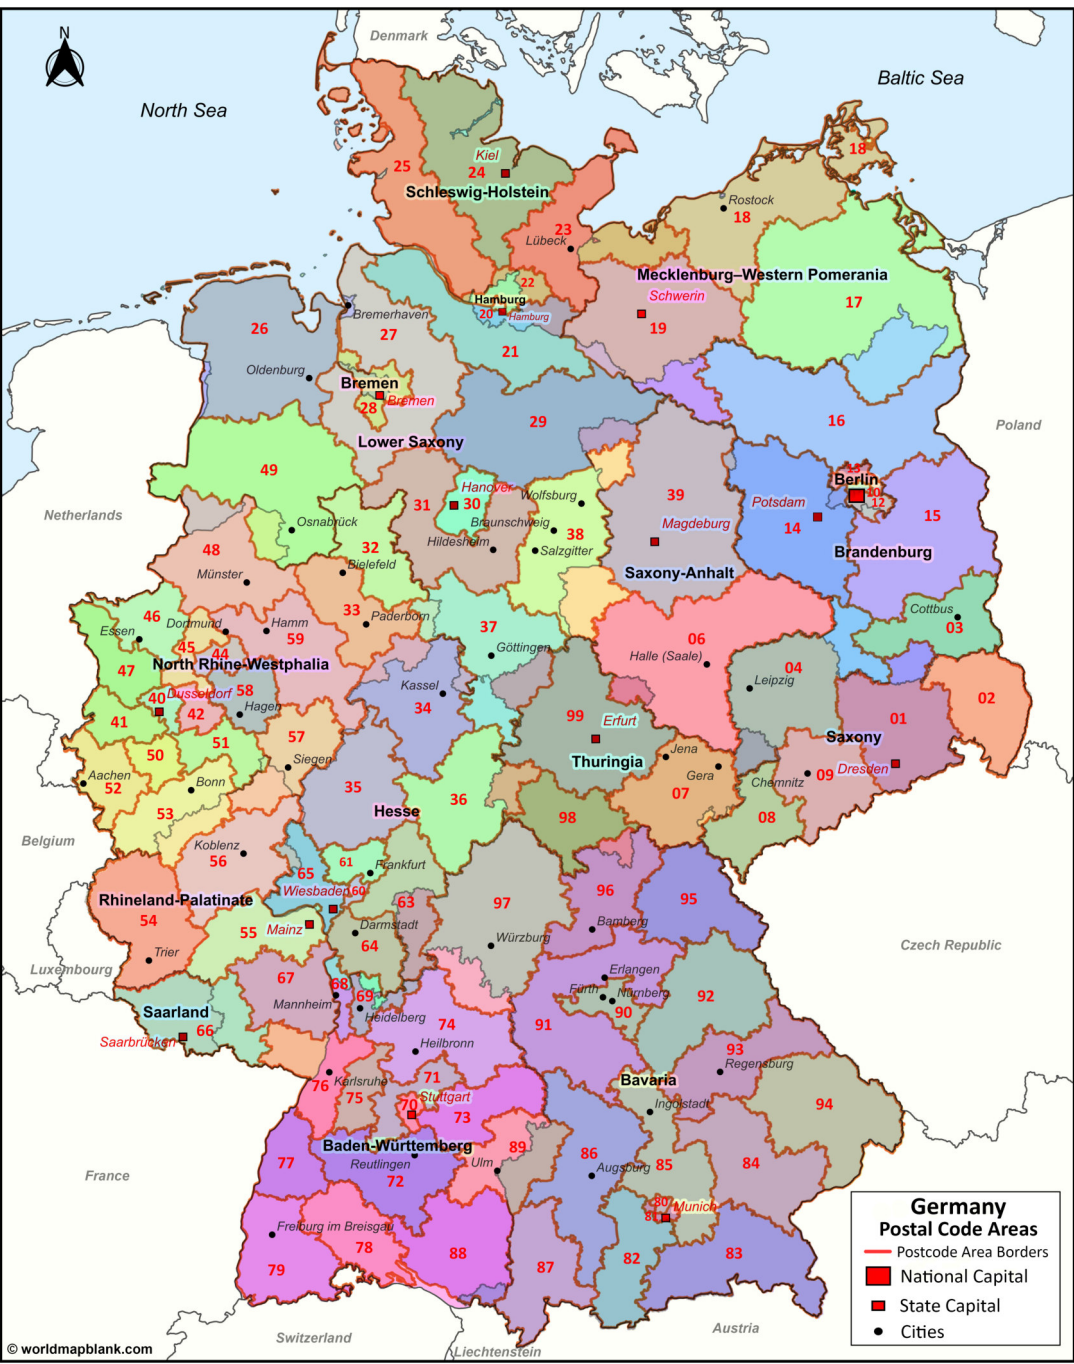 N
Denmark
Baltic Sea
North Sea
18
25
Kiel
24
Schleswig-Holstein
Rostock
18
23
Lübeck
Mecklenburg–Western Pomerania
22
Hamburg
20
Hamburg
Schwerin
17
19
Bremerhaven
26
27
21
Oldenburg
Bremen
Bremen
28
29
16
Poland
Lower Saxony
49
13
Berlin
10
12
Hanover
30
31
Wolfsburg
39
Potsdam
14
15
Netherlands
Osnabrück
Braunschweig
38
Magdeburg
Hildesheim
Salzgitter
48
32
Brandenburg
Bielefeld
Münster
Saxony-Anhalt
46
33
Paderborn
Cottbus
03
Essen
Dortmund
Hamm
59
37
06
45
44
Göttingen
Halle (Saale)
North Rhine-Westphalia
47
04
Leipzig
40
Dusseldorf
58
Kassel
34
02
41
42
Hagen
99
Erfurt
01
57
51
50
Saxony
Jena
Thuringia
Siegen
Gera
Dresden
Aachen
52
Bonn
Chemnitz
09
35
36
07
53
Hesse
98
08
Belgium
Koblenz
56
61
Frankfurt
65
Wiesbaden
60
96
95
Rhineland-Palatinate
63
97
54
Mainz
55
Darmstadt
64
Bamberg
Würzburg
Czech Republic
Trier
Luxembourg
67
68
69
Mannheim
Erlangen
Fürth
Nürnberg
90
92
Saarland
66
Heidelberg
74
91
Saarbrücken
Heilbronn
93
Regensburg
76
Karlsruhe
71
Bavaria
75
Stuttgart
70
73
Ingolstadt
94
Baden-Württemberg
89
86
77
Reutlingen
Ulm
72
Augsburg
85
84
France
80
Munich
81
Freiburg im Breisgau
78
88
79
87
82
83
Germany
Postal Code Areas
Postcode Area Borders
National Capital
State Capital
Cities
Switzerland
Austria
Liechtenstein
© worldmapblank.com